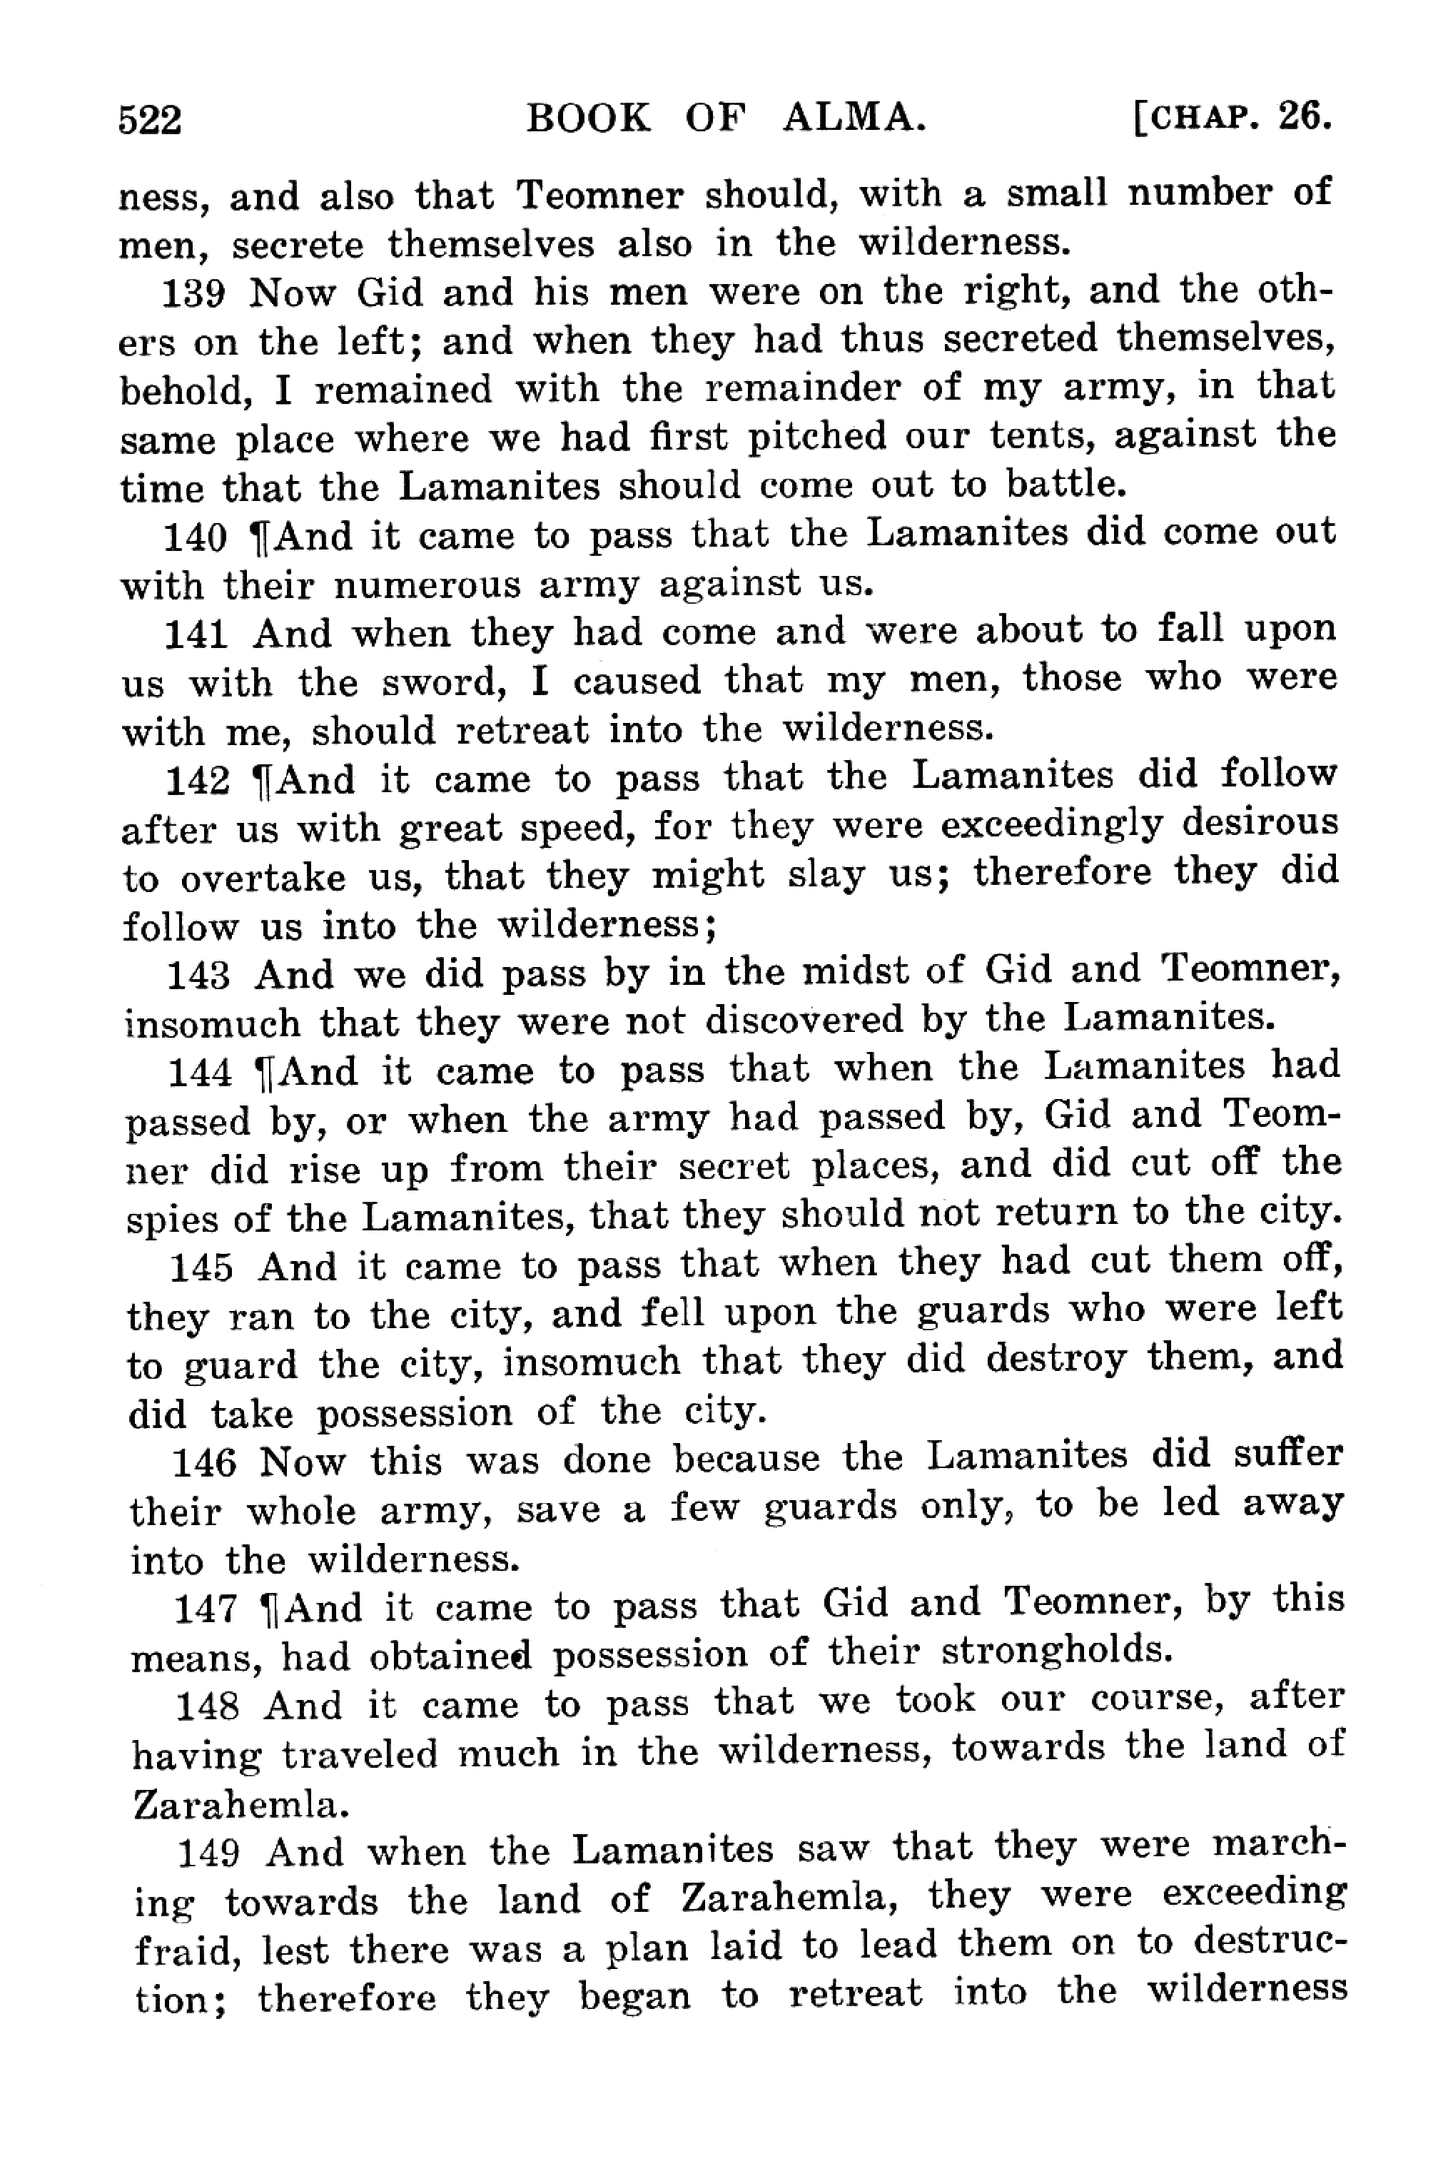 522 BOOK OF ALMA. [CHAP. 26.
ness, and also that Teomner should, with a small number of
men, secrete themselves also in the wilderness.
139 Now Gid and his men were on the right, and the oth-
ers on the left; and when they had thus secreted themselves,
behold, I remained with the remainder of my army, in that
same place where we had first pitched our tents, against the
time that the Lamanites should come out to battle.
140 ¶And it came to pass that the Lamanites did come out
with their numerous army against us.
141 And when they had come and were about to fall upon
us with the sword, I caused that my men, those who were
with me, should retreat into the wilderness.
142 ¶And it came to pass that the Lamanites did follow
after us with great speed, for they were exceedingly desirous
to overtake us, that they might slay us; therefore they did
follow us into the wilderness;
143 And we did pass by in the midst of Gid and Teomner,
insomuch that they were not discovered by the Lamanites.
144 ¶And it came to pass that when the Lamanites had
passed by, or when the army had passed by, Gid and Teom-
ner did rise up from their secret places, and did cut off the
spies of the Lamanites, that they should not return to the city.
145 And it came to pass that when they had cut them off,
they ran to the city, and fell upon the guards who were left
to guard the city, insomuch that they did destroy them, and
did take possession of the city.
146 Now this was done because the Lamanites did suffer
their whole army, save a few guards only, to be led away
into the wilderness.
147 ¶And it came to pass that Gid and Teomner, by this
means, had obtained possession of their strongholds.
148 And it came to pass that we took our course, after
having traveled much in the wilderness, towards the land of
Zarahemla.
149 And when the Lamanites saw that they were march-
ing towards the land of Zarahemla, they were exceeding
fraid, lest there was a plan laid to lead them on to destruc-
tion; therefore they began to retreat into the wilderness